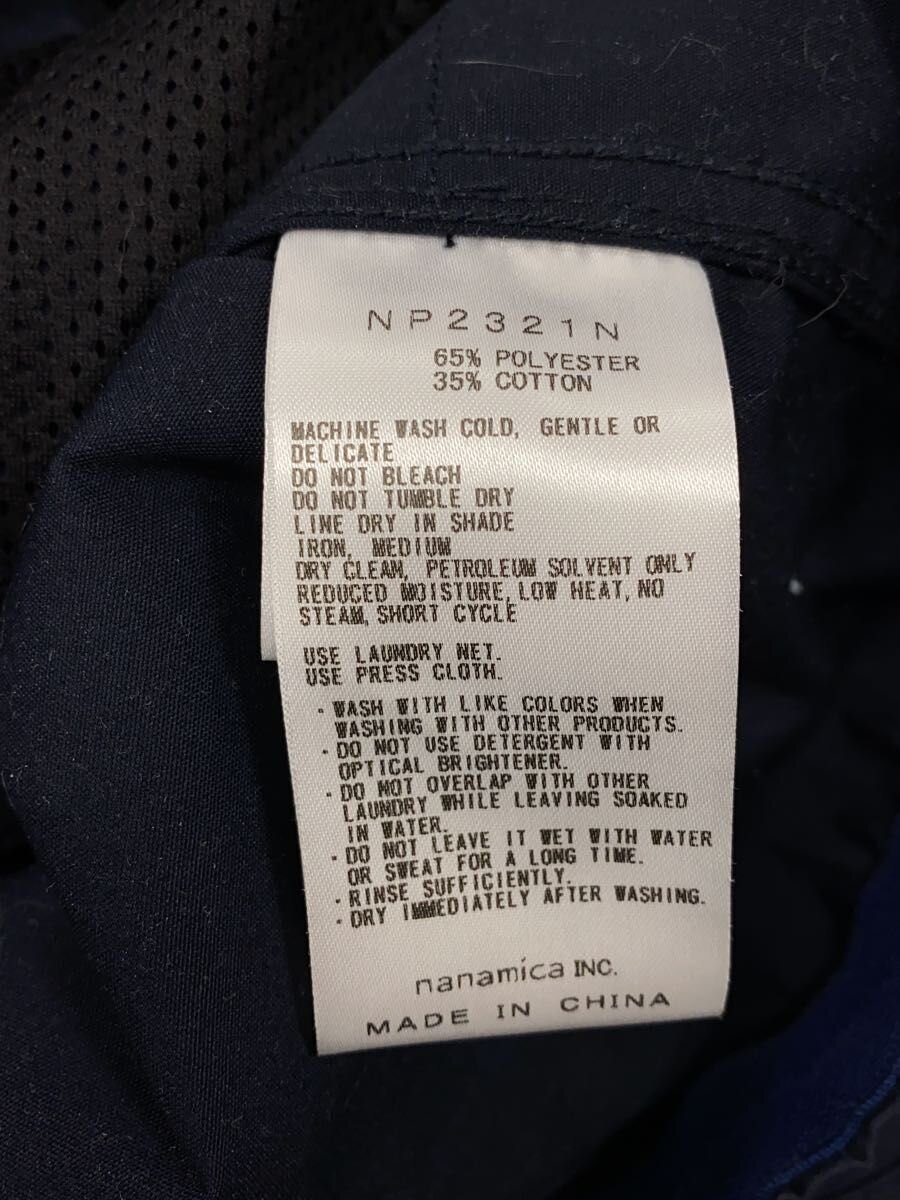 NP2321N
65% POLYESTER
35% COTTON
MACHINE WASH COLD, GENTLE OR
DELICATE
DO NOT BLEACH
DO NOT TUMBLE DRY
LINE DRY IN SHADE
IRON, MEDIUM
DRY CLEAN, PETROLEUM SOLVENT ONLY
REDUCED MOISTURE, LOW HEAT, NO
STEAM, SHORT CYCLE
USE LAUNDRY NET.
USE PRESS CLOTH.
・WASH WITH LIKE COLORS WHEN
WASHING WITH OTHER PRODUCTS.
・DO NOT USE DETERGENT WITH
OPTICAL BRIGHTENER.
・DO NOT OVERLAP WITH OTHER
LAUNDRY WHILE LEAVING SOAKED
IN WATER.
・DO NOT LEAVE IT WET WITH WATER
OR SWEAT FOR A LONG TIME.
・RINSE SUFFICIENTLY.
・DRY IMMEDIATELY AFTER WASHING.
nanamica INC.
MADE IN CHINA